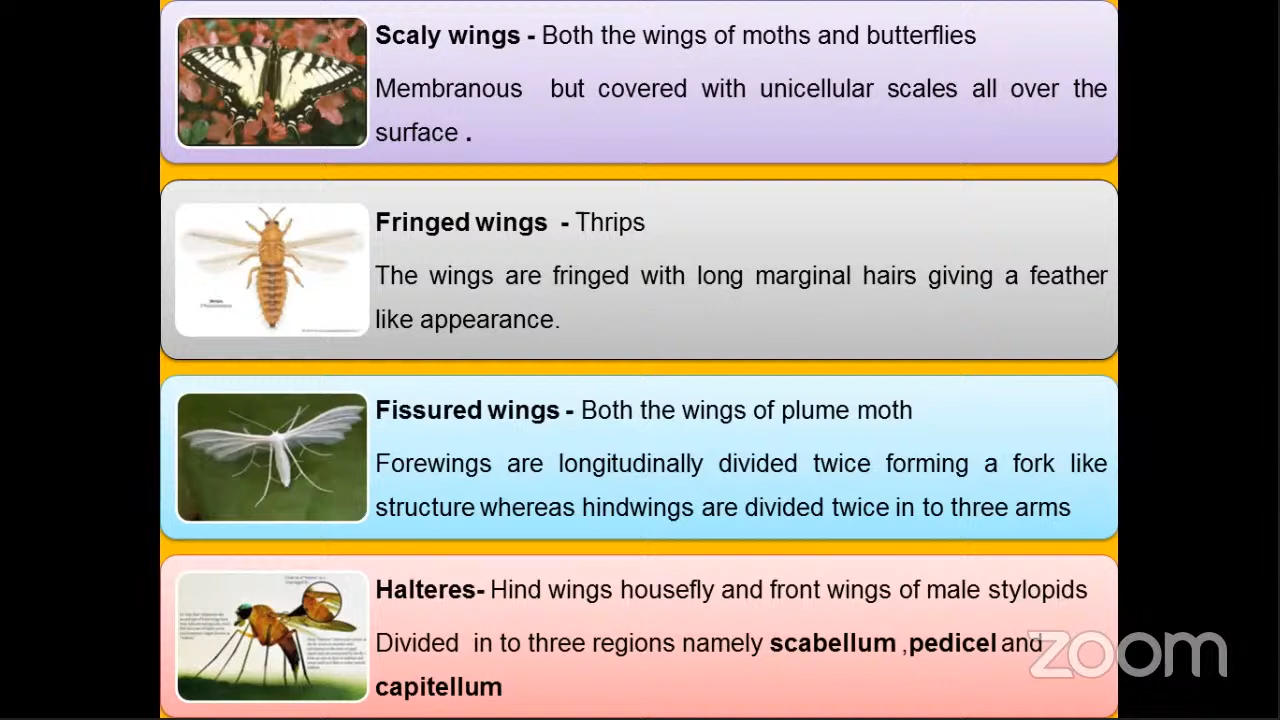 Scaly wings - Both the wings of moths and butterflies
Membranous but covered with unicellular scales all over the
surface .
Fringed wings - Thrips
The wings are fringed with long marginal hairs giving a feather
like appearance.
Fissured wings - Both the wings of plume moth
Forewings are longitudinally divided twice forming a fork like
structure whereas hindwings are divided twice in to three arms
Halteres- Hind wings housefly and front wings of male stylopids
Divided in to three regions namely scabellum ,pedicel and
capitellum
zoom